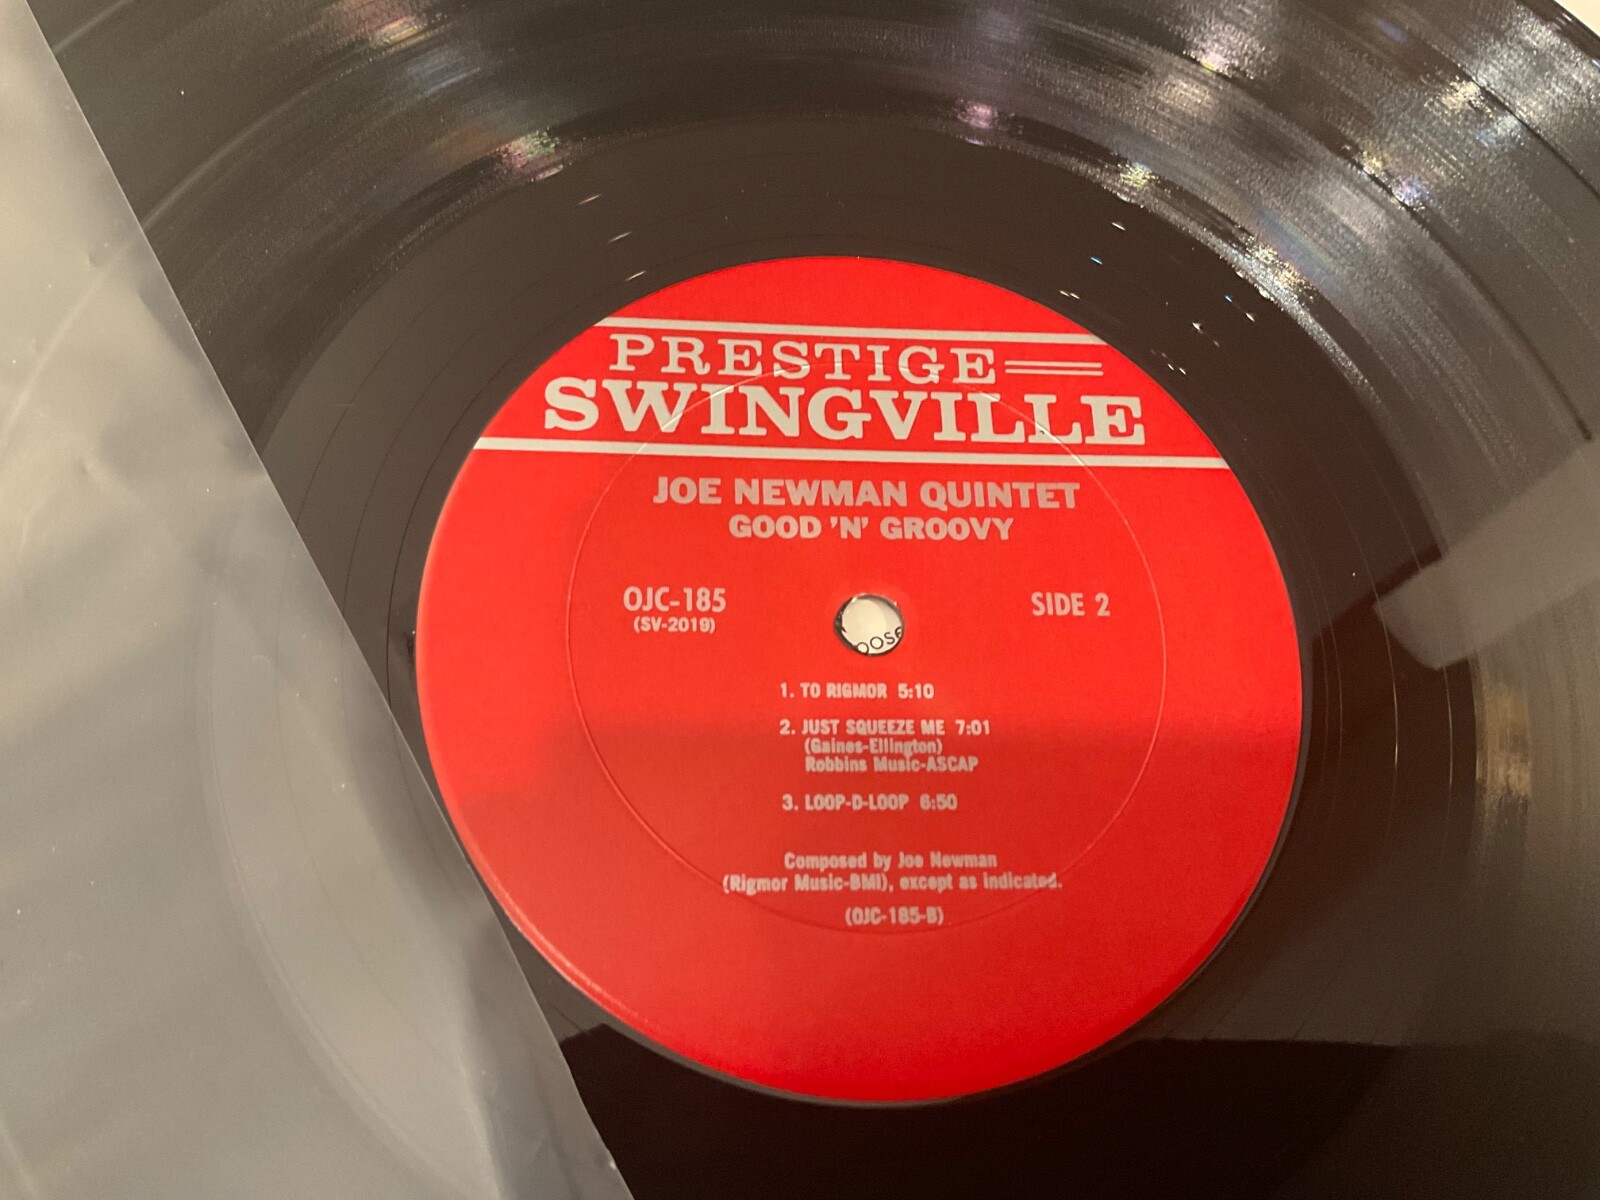 PRESTIGE
SWINGVILLE
JOE NEWMAN QUINTET
GOOD 'N' GROOVY
OJC-185
(SV-2019)
SIDE 2
OOSE
1. TO RIGMOR 5:10
2. JUST SQUEEZE ME 7:01
(Gaines-Ellington)
Robbins Music-ASCAP
3. LOOP-D-LOOP 6:50
Composed by Joe Newman
(Rigmor Music-BMI), except as indicated.
(OJC-185-B)